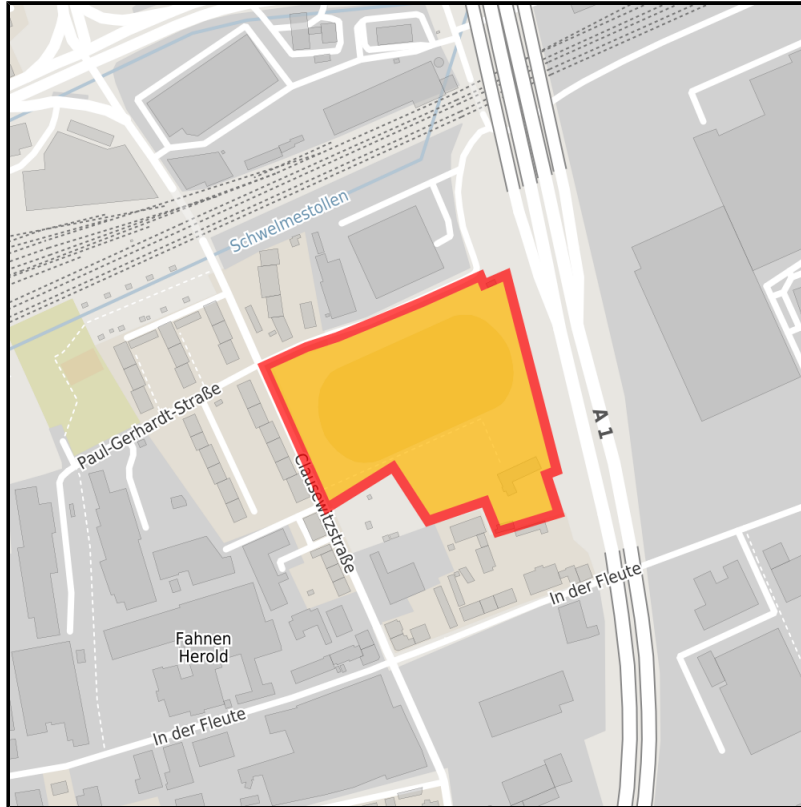 Schwelmestollen
Paul-Gerhardt-Straße
A 1
Clausewitzstraße
In der Fleute
Fahnen
Herold
In der Fleute